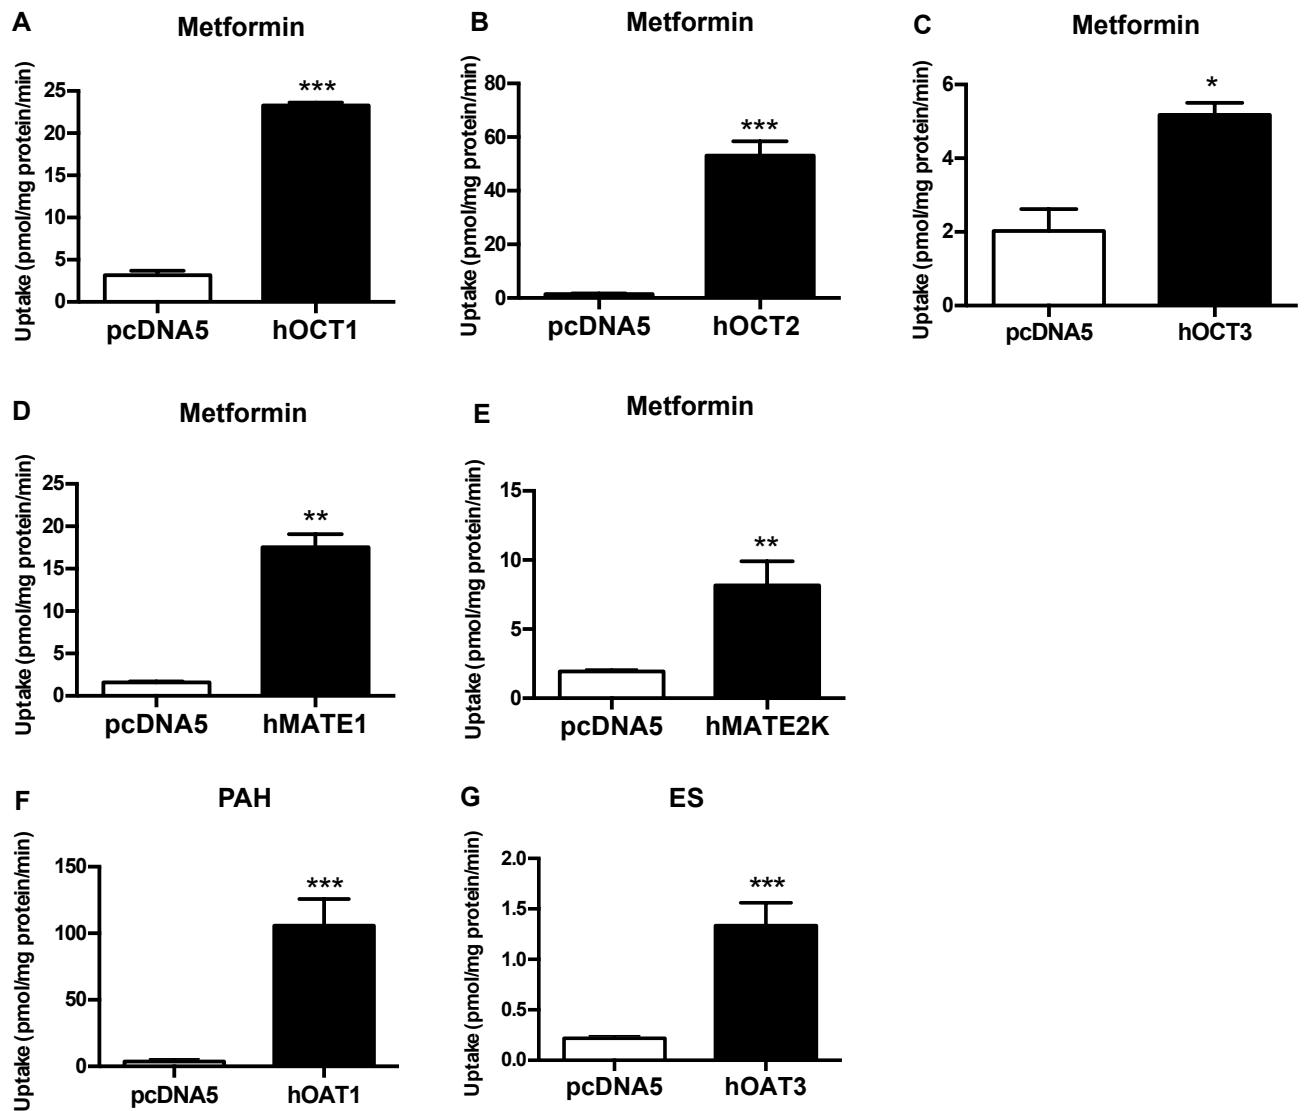 A
Metformin
Uptake (pmol/mg protein/min)
25
20
15
10
5
0
***
pcDNA5
hOCT1
B
Metformin
Uptake (pmol/mg protein/min)
80
60
40
20
0
***
pcDNA5
hOCT2
C
Metformin
Uptake (pmol/mg protein/min)
6
4
2
0
*
pcDNA5
hOCT3
D
Metformin
Uptake (pmol/mg protein/min)
25
20
15
10
5
0
**
pcDNA5
hMATE1
E
Metformin
Uptake (pmol/mg protein/min)
15
10
5
0
**
pcDNA5
hMATE2K
F
PAH
Uptake (pmol/mg protein/min)
150
100
50
0
***
pcDNA5
hOAT1
G
ES
Uptake (pmol/mg protein/min)
2.0
1.5
1.0
0.5
0.0
***
pcDNA5
hOAT3